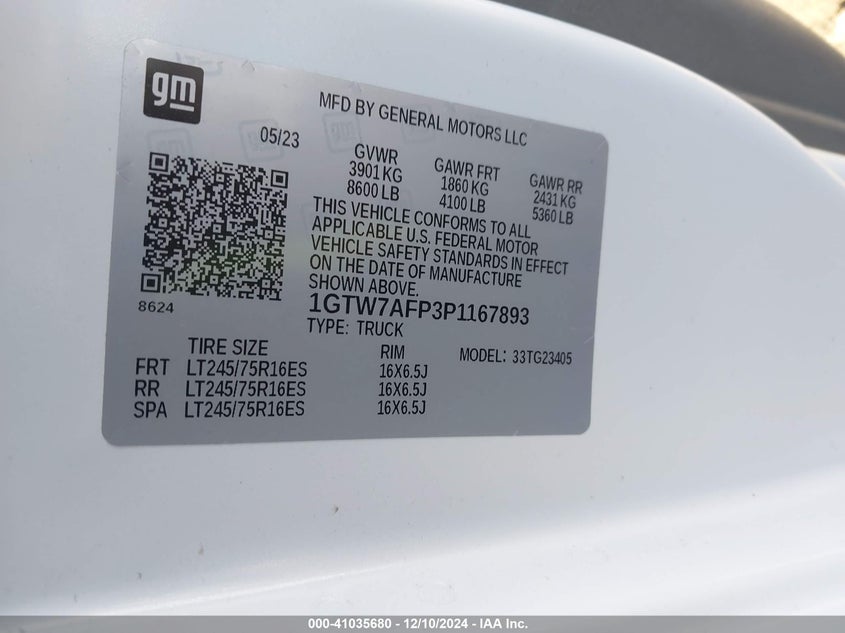 gm
MFD BY GENERAL MOTORS LLC
05/23
GVWR GAWR FRT GAWR RR
3901 KG 1860 KG 2431 KG
8600 LB 4100 LB 5360 LB
THIS VEHICLE CONFORMS TO ALL
APPLICABLE U.S. FEDERAL MOTOR
VEHICLE SAFETY STANDARDS IN EFFECT
ON THE DATE OF MANUFACTURE
SHOWN ABOVE.
8624
1GTW7AFP3P1167893
TYPE: TRUCK
TIRE SIZE RIM MODEL: 33TG23405
FRT LT245/75R16ES 16X6.5J
RR LT245/75R16ES 16X6.5J
SPA LT245/75R16ES 16X6.5J
000-41035680 - 12/10/2024 - IAA Inc.